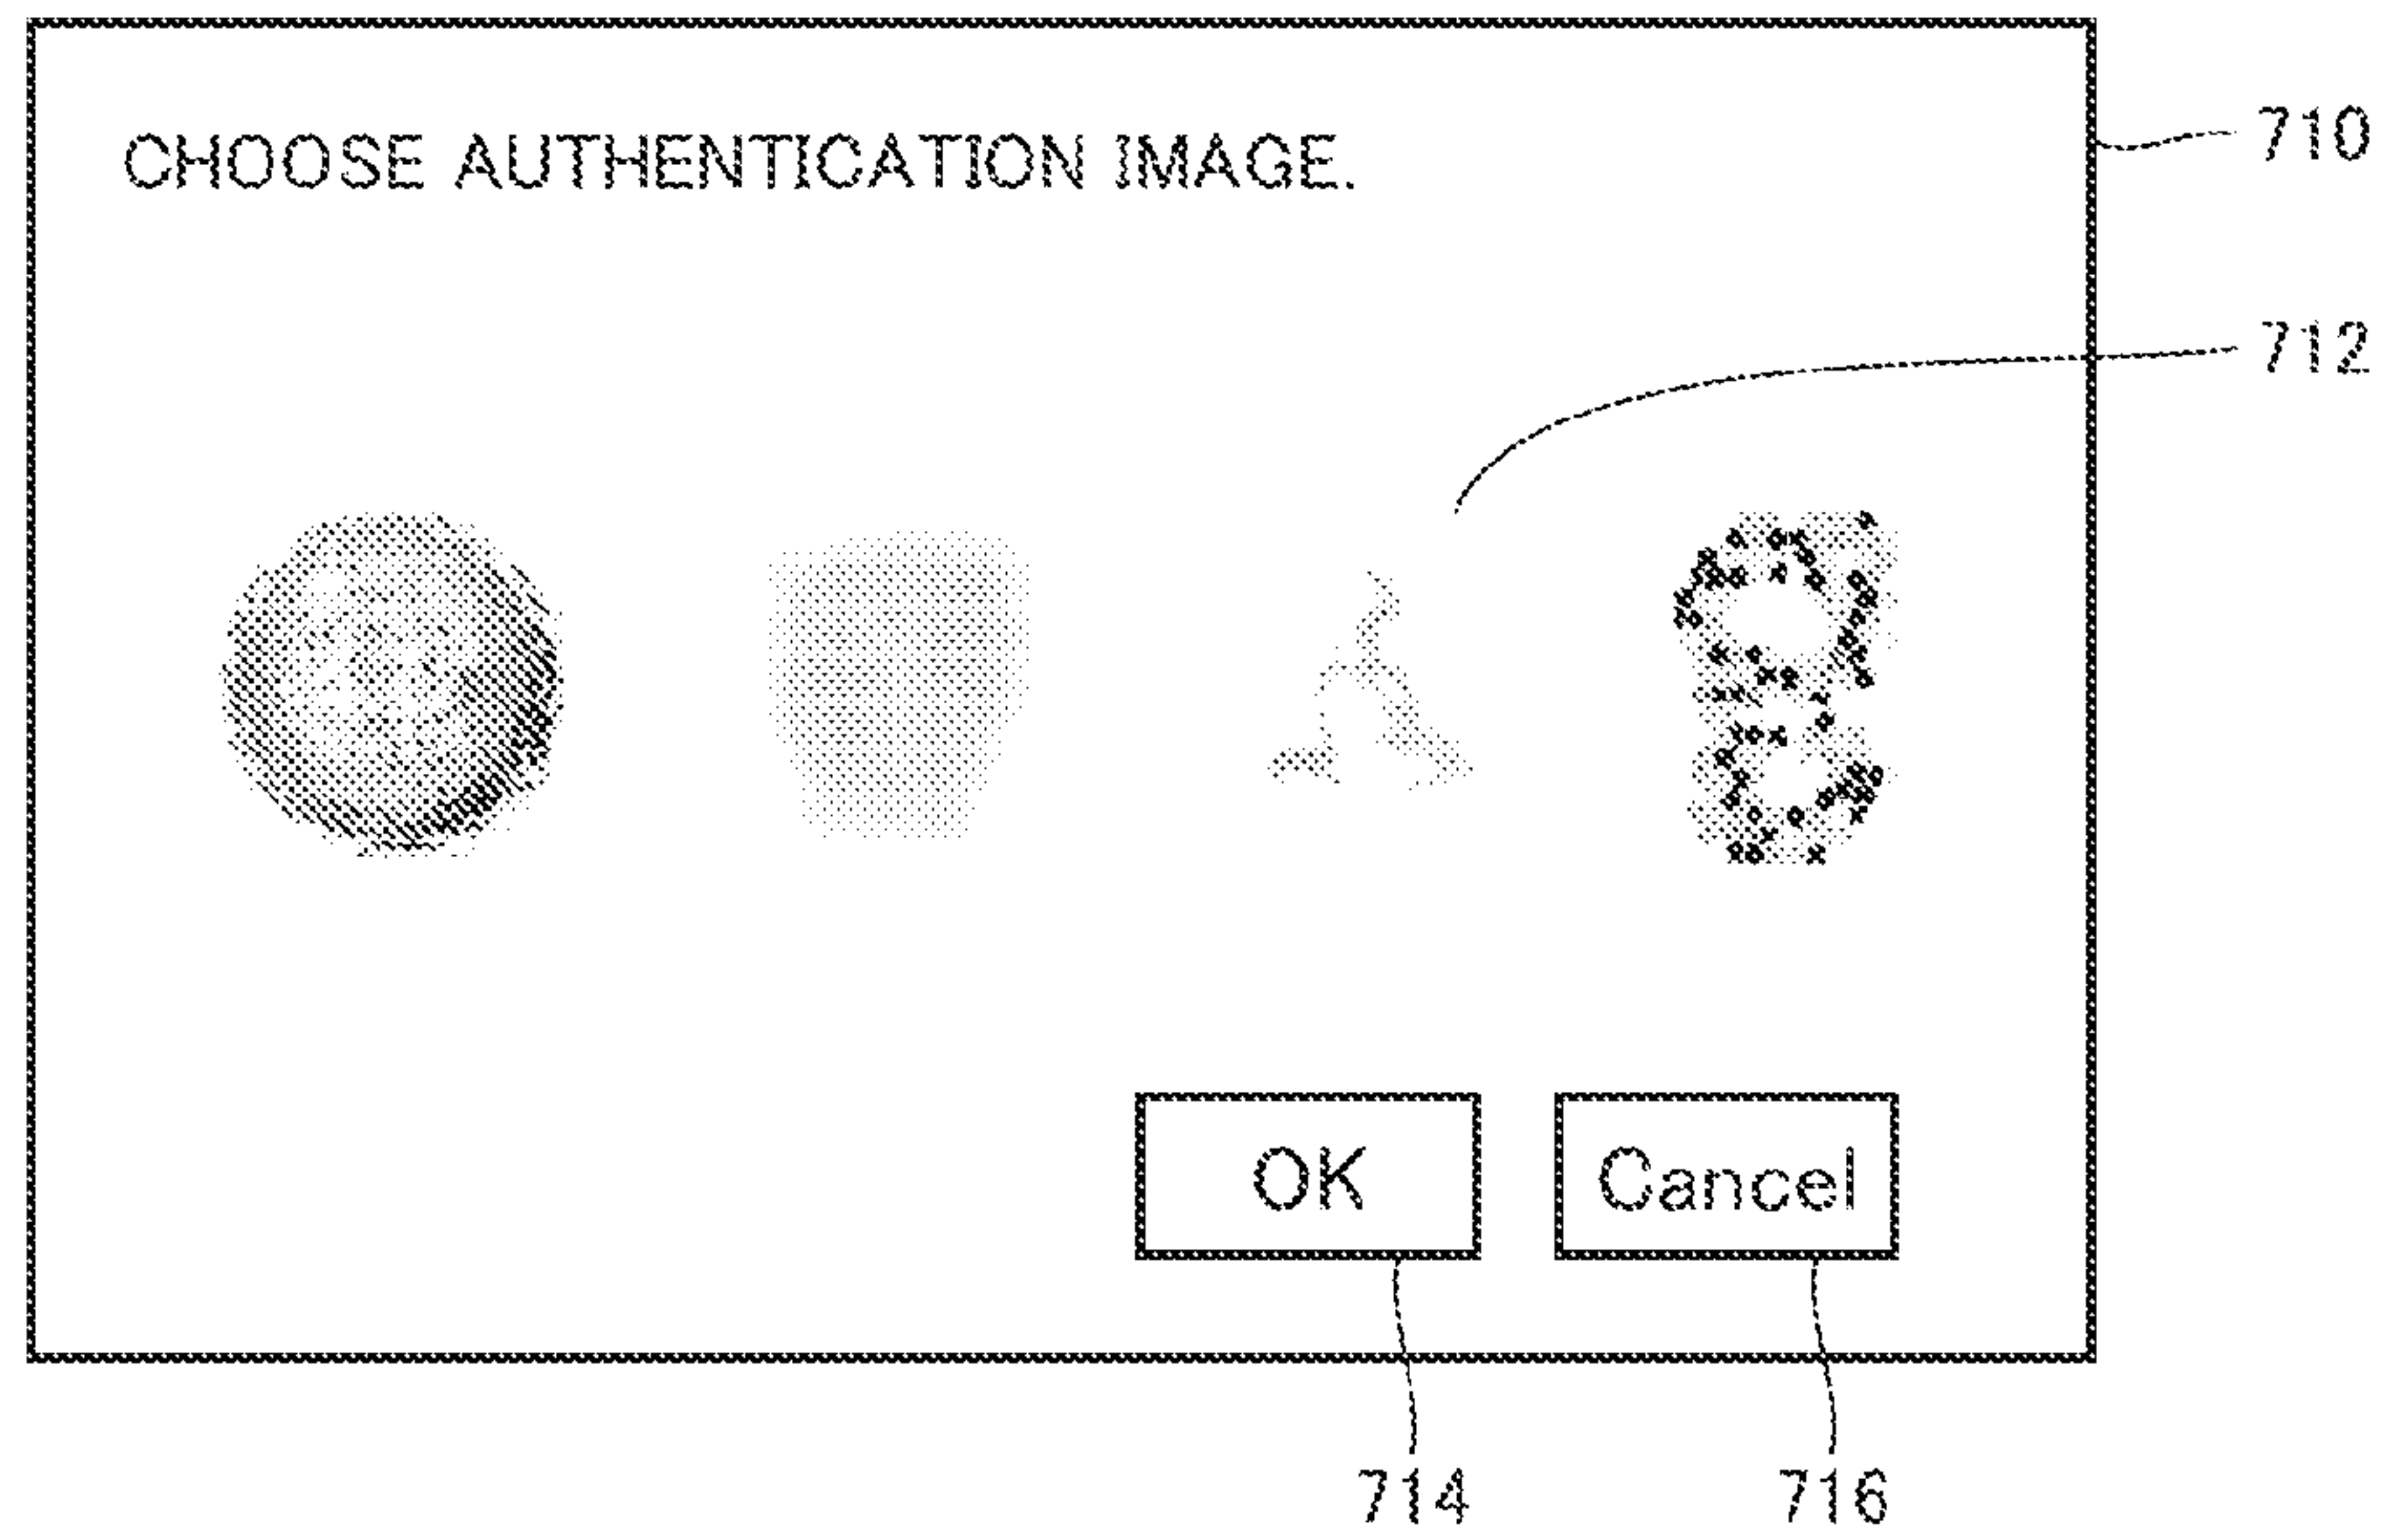 CHOOSE AUTHENTICATION IMAGE.
710
712
OK
Cancel
714
716